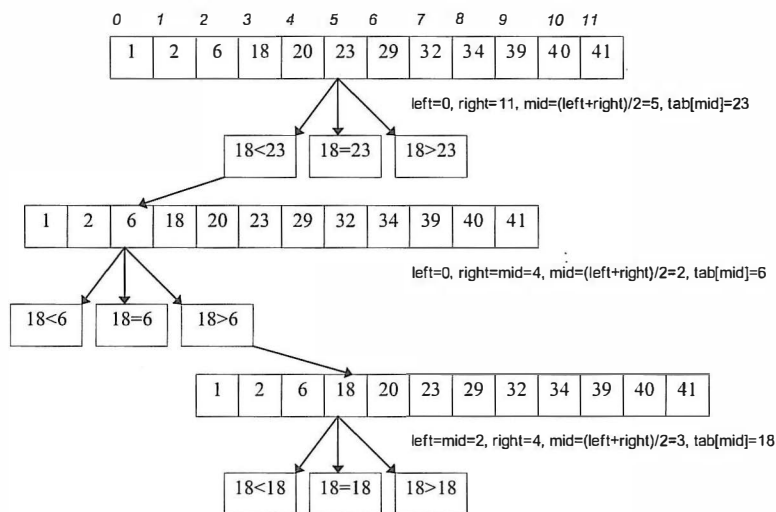 0 1 2 3 4 5 6 7 8 9 10 11
1 2 6 18 20 23 29 32 34 39 40 41
left=0, right=11, mid=(left+right)/2=5, tab[mid]=23
18<23 18=23 18>23
1 2 6 18 20 23 29 32 34 39 40 41
left=0, right=mid=4, mid=(left+right)/2=2, tab[mid]=6
18<6 18=6 18>6
1 2 6 18 20 23 29 32 34 39 40 41
left=mid=2, right=4, mid=(left+right)/2=3, tab[mid]=18
18<18 18=18 18>18